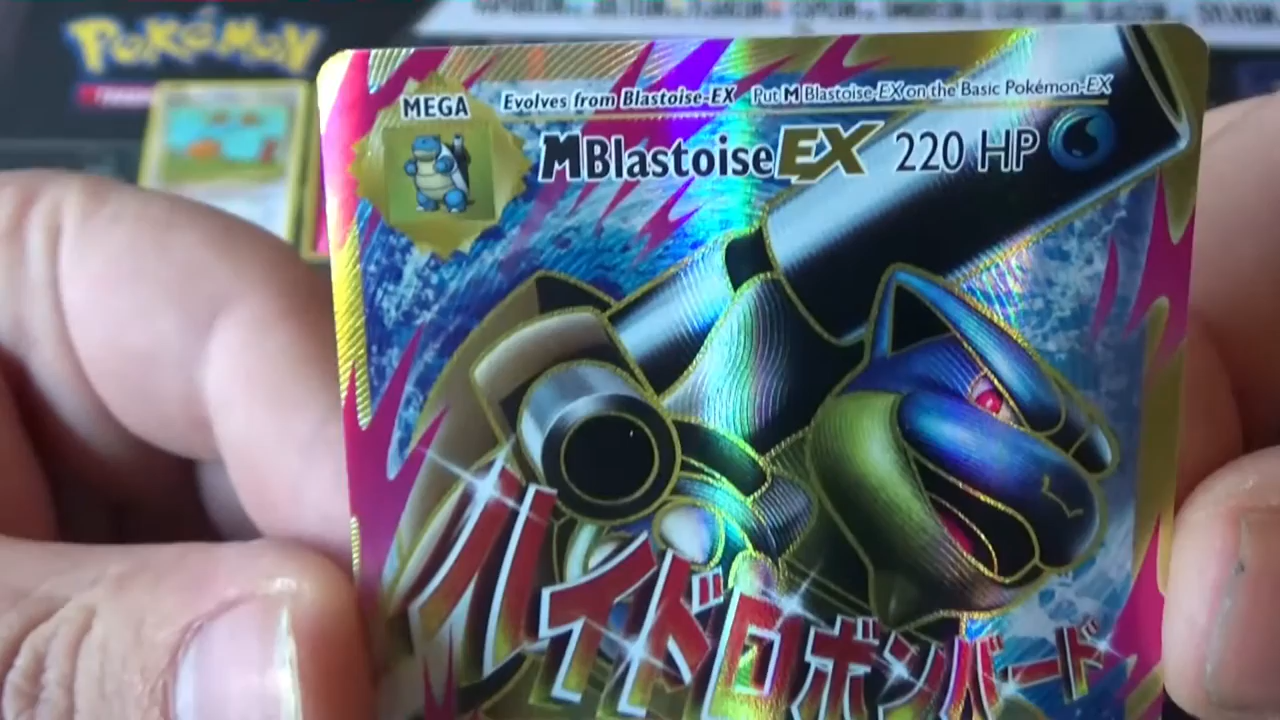 POKéMON
MEGA
Evolves from Blastoise-EX
Put M Blastoise-EX on the Basic Pokémon-EX
MBlastoiseEX 220 HP
ハイドロボンバード